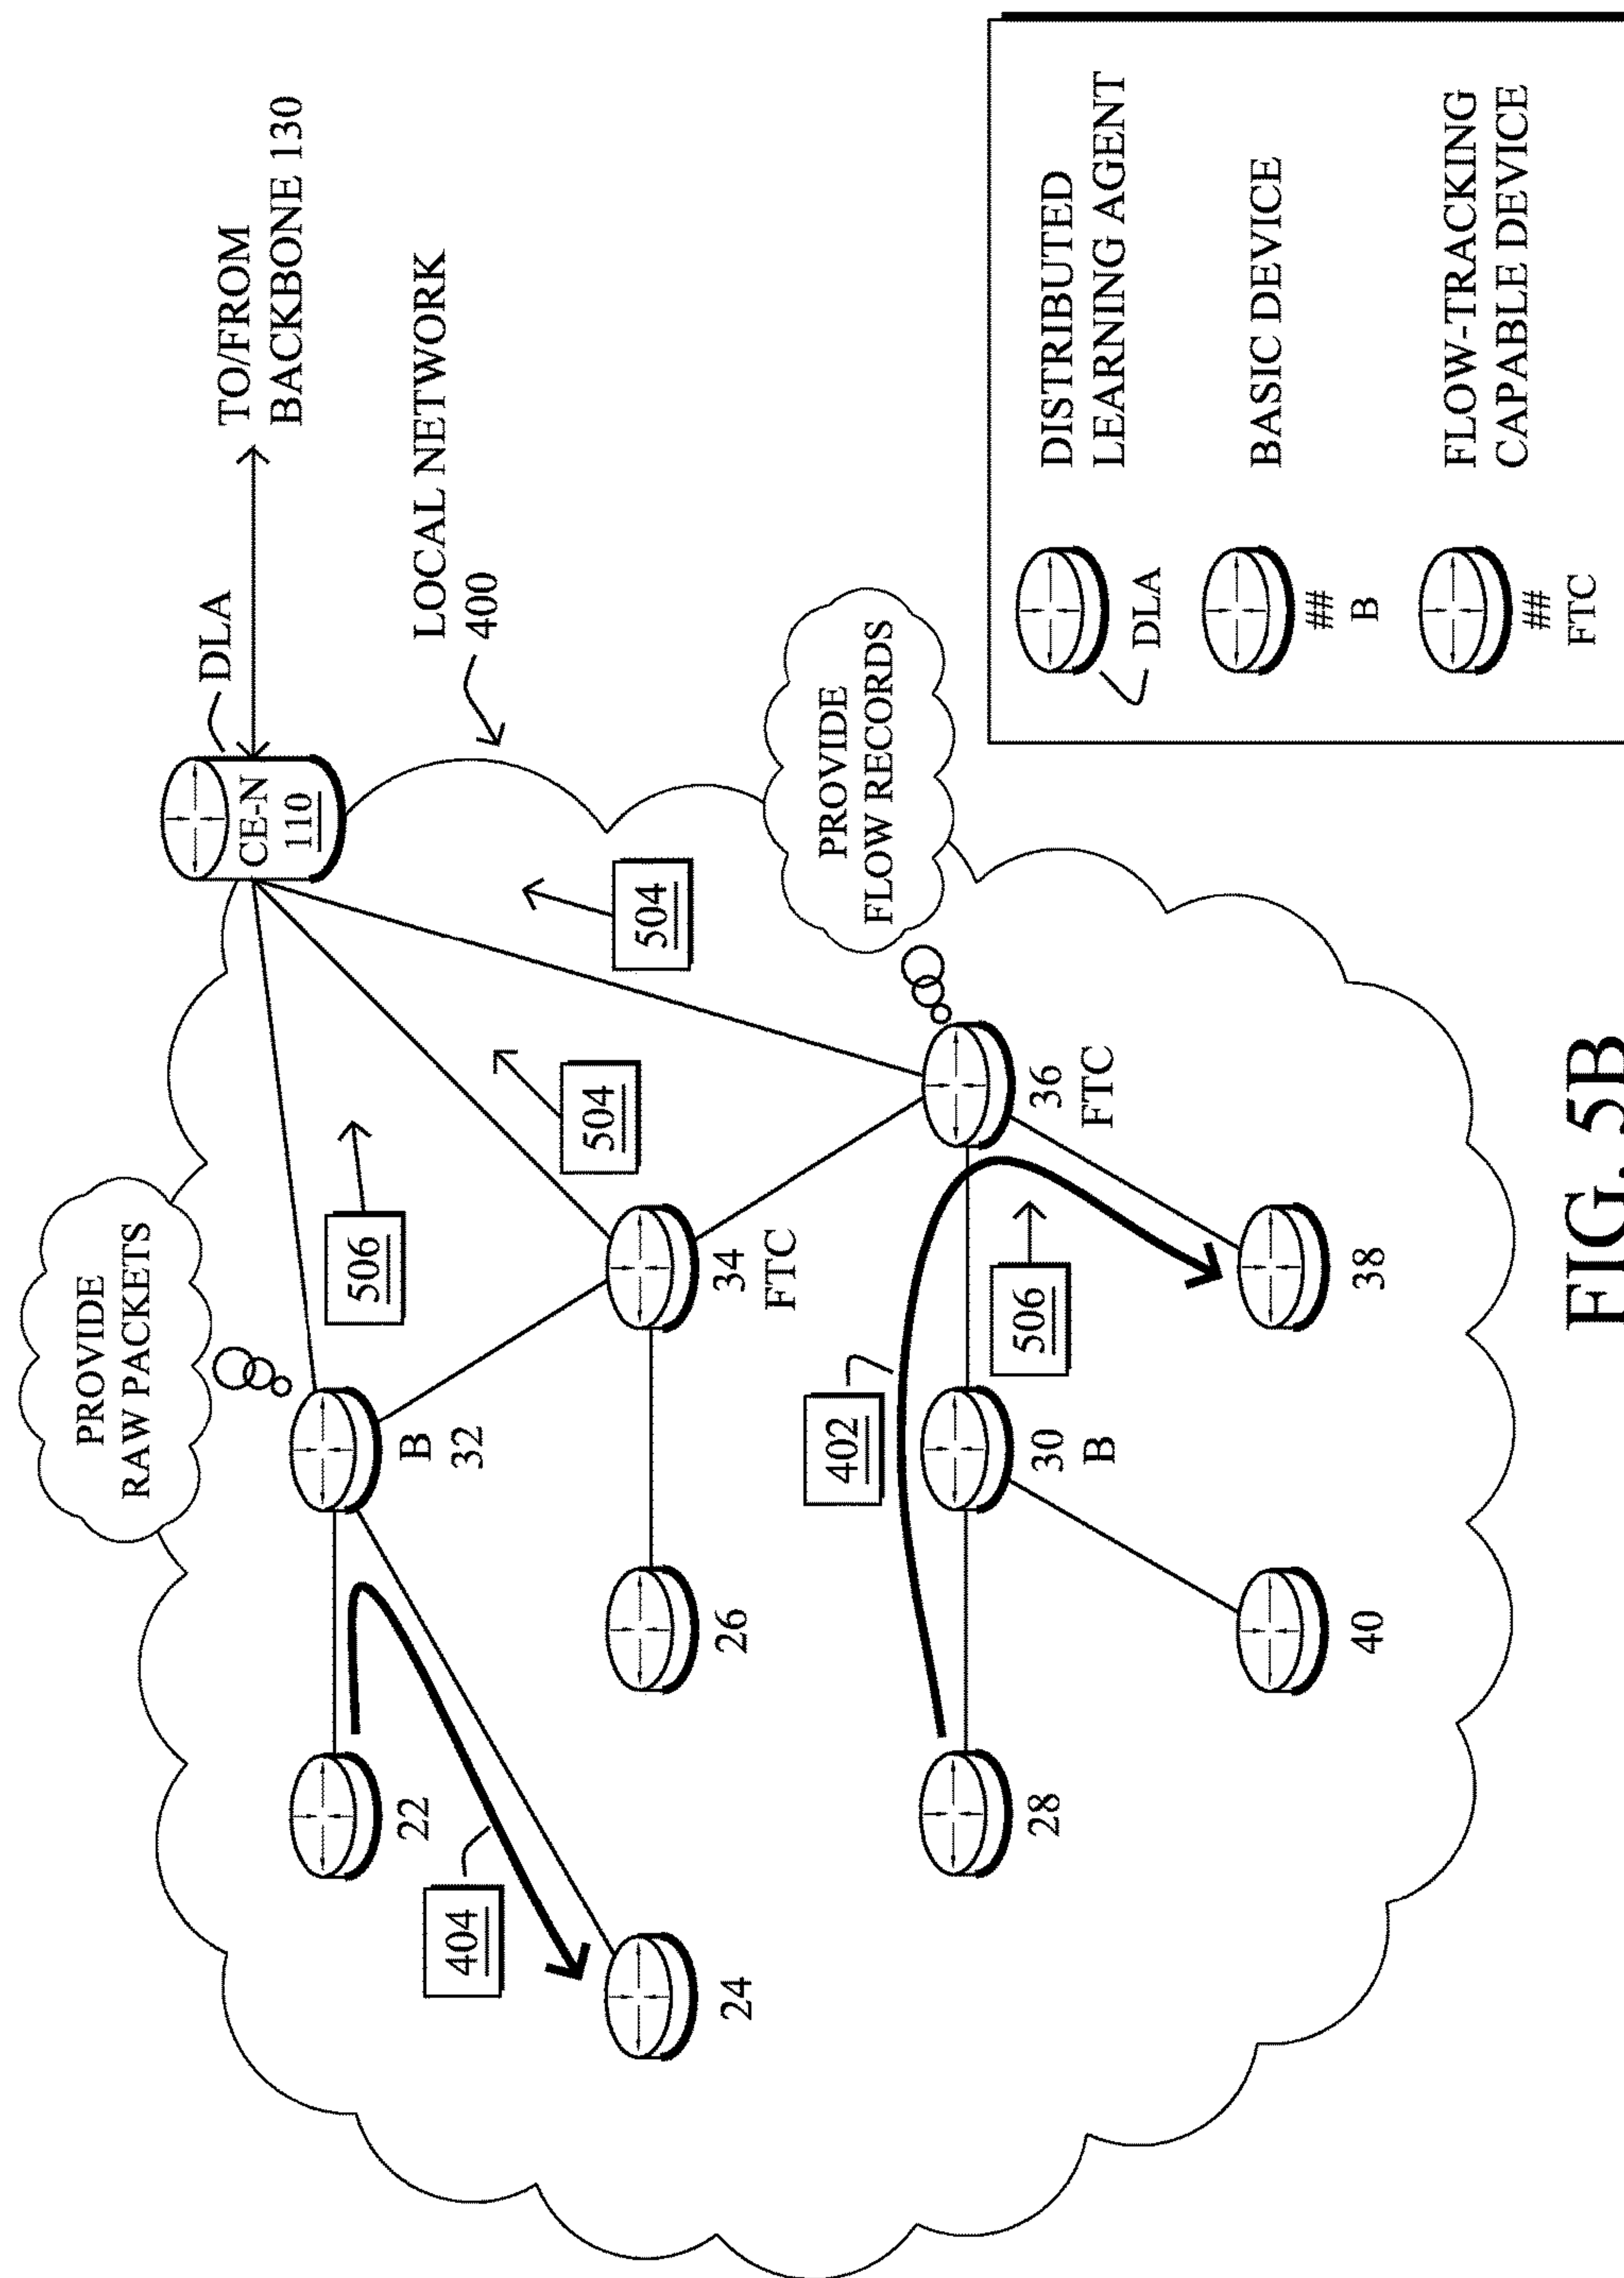 TO/FROM
BACKBONE 130
DLA
CE-N
110
LOCAL NETWORK
400
PROVIDE
RAW PACKETS
506
504
504
B
32
22
404
34
FTC
24
26
PROVIDE
FLOW RECORDS
402
36
FTC
30
B
506
28
38
40
DLA
DISTRIBUTED
LEARNING AGENT
##
B
BASIC DEVICE
##
FTC
FLOW-TRACKING
CAPABLE DEVICE
FIG. 5B